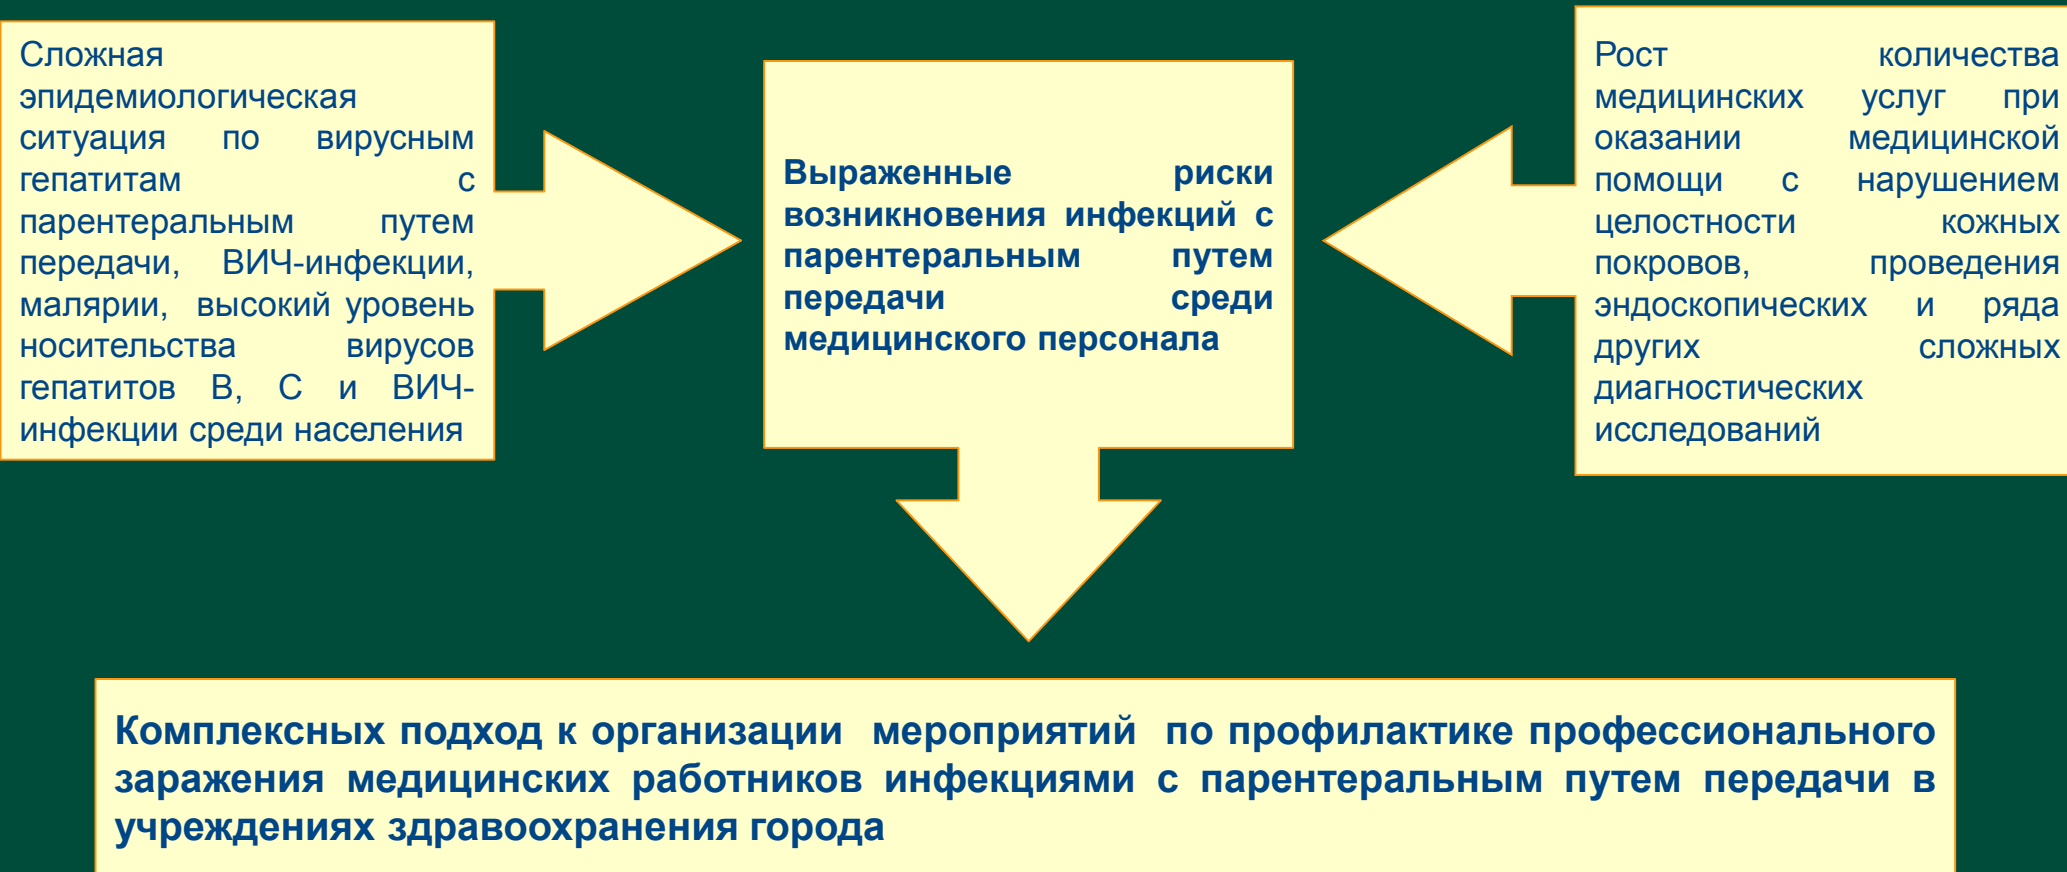 Сложная
эпидемиологическая
ситуация по вирусным
гепатитам с
парентеральным путем
передачи, ВИЧ-инфекции,
малярии, высокий уровень
носительства вирусов
гепатитов В, С и ВИЧ-
инфекции среди населения
Выраженные риски
возникновения инфекций с
парентеральным путем
передачи среди
медицинского персонала
Рост количества
медицинских услуг при
оказании медицинской
помощи с нарушением
целостности кожных
покровов, проведения
эндоскопических и ряда
других сложных
диагностических
исследований
Комплексных подход к организации мероприятий по профилактике профессионального
заражения медицинских работников инфекциями с парентеральным путем передачи в
учреждениях здравоохранения города